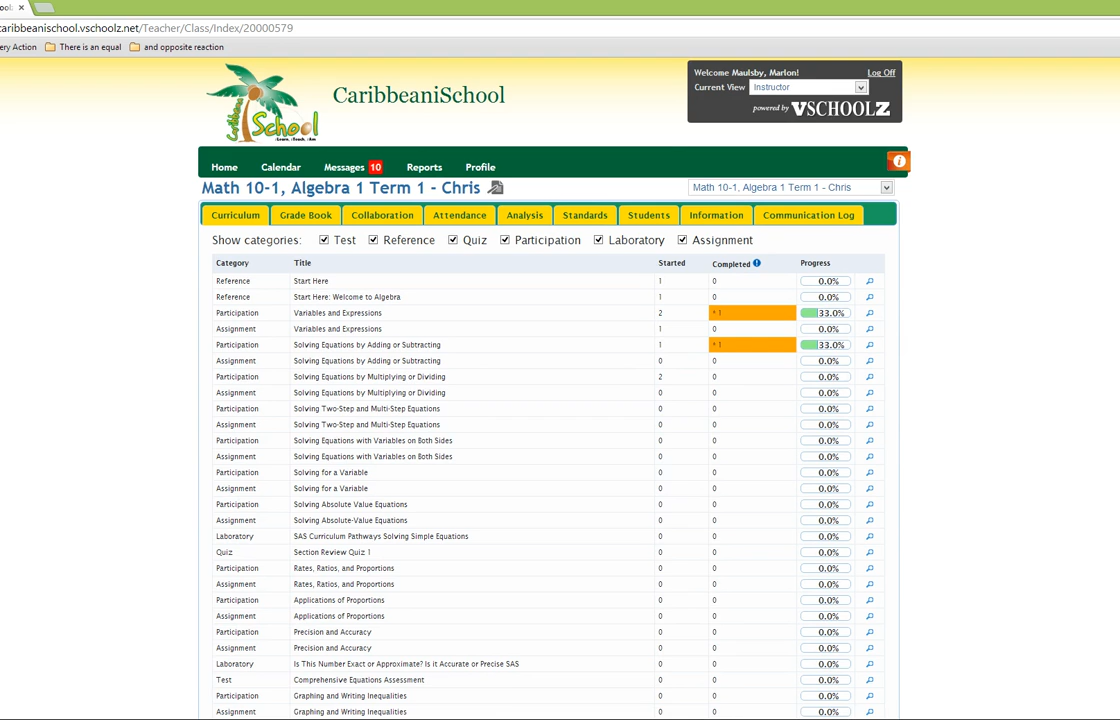 caribbeanischool.vschoolz.net/Teacher/Class/Index/20000579
ery Action There is an equal and opposite reaction
Caribbean School Learn .Teach .Aim
CaribbeaniSchool
Welcome Maulsby, Marlon! Log Off
Current View Instructor
powered by VSCHOOLZ
Home Calendar Messages 10 Reports Profile
Math 10-1, Algebra 1 Term 1 - Chris Math 10-1, Algebra 1 Term 1 - Chris
Curriculum Grade Book Collaboration Attendance Analysis Standards Students Information Communication Log
Show categories: Test Reference Quiz Participation Laboratory Assignment
Category Title Started Completed Progress
Reference Start Here 1 0 0.0%
Reference Start Here: Welcome to Algebra 1 0 0.0%
Participation Variables and Expressions 2 * 1 33.0%
Assignment Variables and Expressions 1 0 0.0%
Participation Solving Equations by Adding or Subtracting 1 * 1 33.0%
Assignment Solving Equations by Adding or Subtracting 0 0 0.0%
Participation Solving Equations by Multiplying or Dividing 2 0 0.0%
Assignment Solving Equations by Multiplying or Dividing 0 0 0.0%
Participation Solving Two-Step and Multi-Step Equations 0 0 0.0%
Assignment Solving Two-Step and Multi-Step Equations 0 0 0.0%
Participation Solving Equations with Variables on Both Sides 0 0 0.0%
Assignment Solving Equations with Variables on Both Sides 0 0 0.0%
Participation Solving for a Variable 0 0 0.0%
Assignment Solving for a Variable 0 0 0.0%
Participation Solving Absolute Value Equations 0 0 0.0%
Assignment Solving Absolute-Value Equations 0 0 0.0%
Laboratory SAS Curriculum Pathways Solving Simple Equations 0 0 0.0%
Quiz Section Review Quiz 1 0 0 0.0%
Participation Rates, Ratios, and Proportions 0 0 0.0%
Assignment Rates, Ratios, and Proportions 0 0 0.0%
Participation Applications of Proportions 0 0 0.0%
Assignment Applications of Proportions 0 0 0.0%
Participation Precision and Accuracy 0 0 0.0%
Assignment Precision and Accuracy 0 0 0.0%
Laboratory Is This Number Exact or Approximate? Is it Accurate or Precise SAS 0 0 0.0%
Test Comprehensive Equations Assessment 0 0 0.0%
Participation Graphing and Writing Inequalities 0 0 0.0%
Assignment Graphing and Writing Inequalities 0 0 0.0%